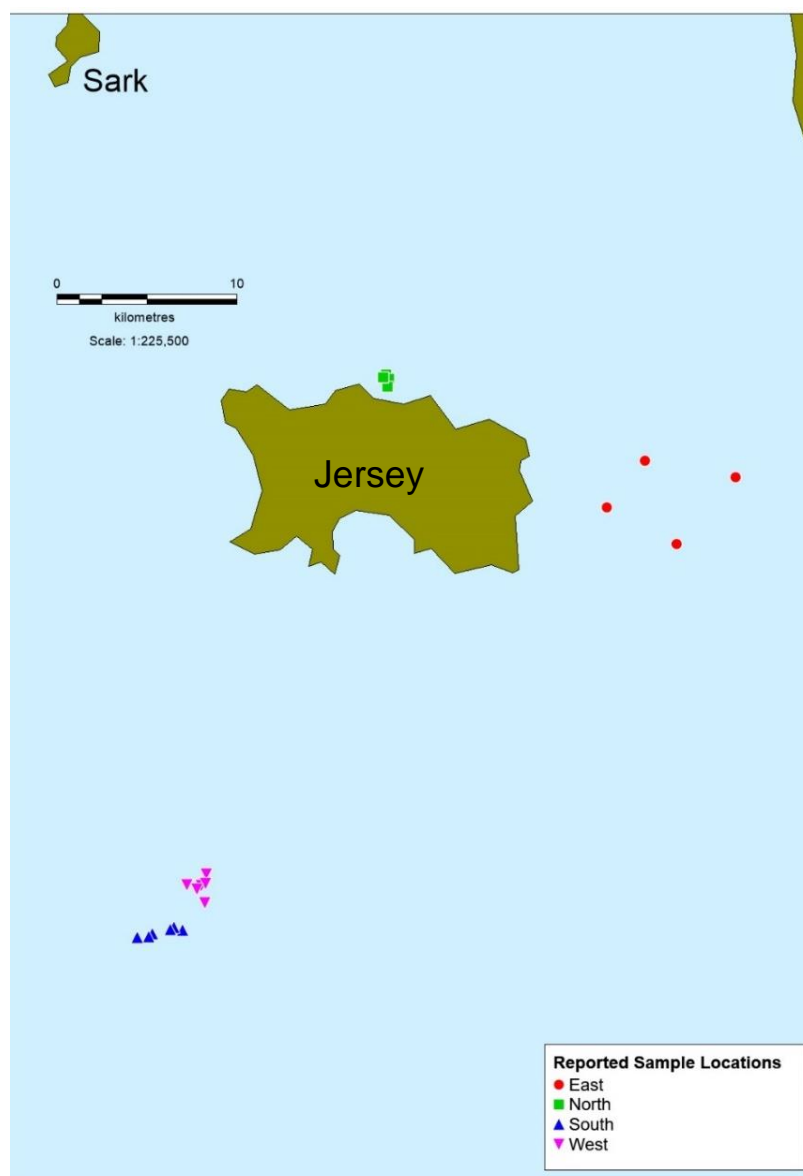 Sark
0 10
kilometres
Scale: 1:225,500
Jersey
Reported Sample Locations
East
North
South
West